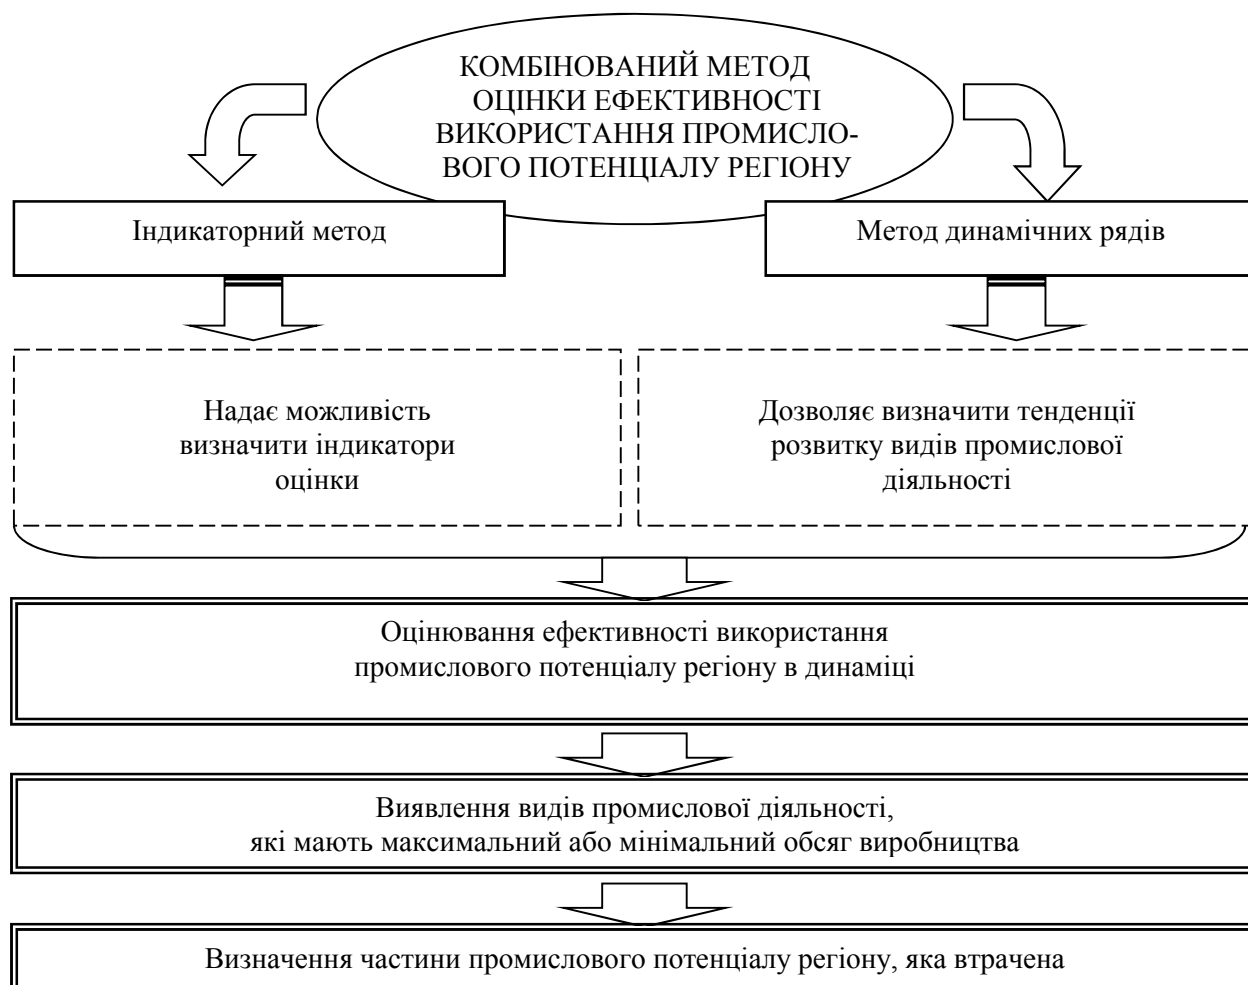 КОМБІНОВАНИЙ МЕТОД
ОЦІНКИ ЕФЕКТИВНОСТІ
ВИКОРИСТАННЯ ПРОМИСЛО-
ВОГО ПОТЕНЦІАЛУ РЕГІОНУ
Індикаторний метод
Метод динамічних рядів
Надає можливість
визначити індикатори
оцінки
Дозволяє визначити тенденції
розвитку видів промислової
діяльності
Оцінювання ефективності використання
промислового потенціалу регіону в динаміці
Виявлення видів промислової діяльності,
які мають максимальний або мінімальний обсяг виробництва
Визначення частини промислового потенціалу регіону, яка втрачена